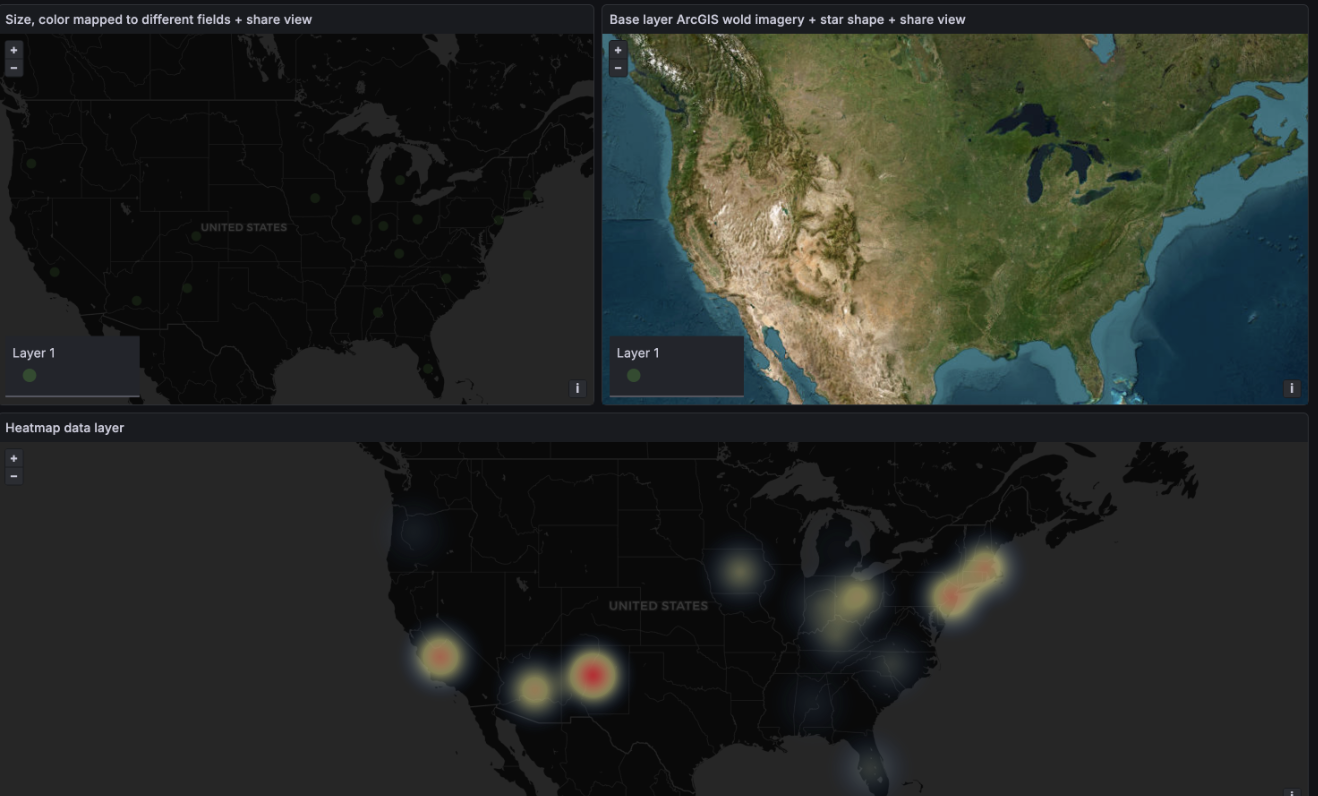 Size, color mapped to different fields + share view
+
−
UNITED STATES
Layer 1
i
Base layer ArcGIS wold imagery + star shape + share view
+
−
Layer 1
i
Heatmap data layer
+
−
UNITED STATES
i